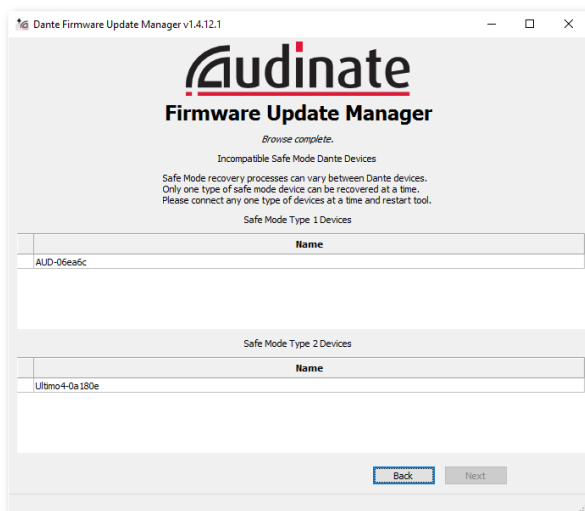 Dante Firmware Update Manager v1.4.12.1
Audinate
Firmware Update Manager
Browse complete.
Incompatible Safe Mode Dante Devices
Safe Mode recovery processes can vary between Dante devices.
Only one type of safe mode device can be recovered at a time.
Please connect any one type of devices at a time and restart tool.
Safe Mode Type 1 Devices
Name
AUD-06ea6c
Safe Mode Type 2 Devices
Name
Ultimo4-0a180e
Back Next